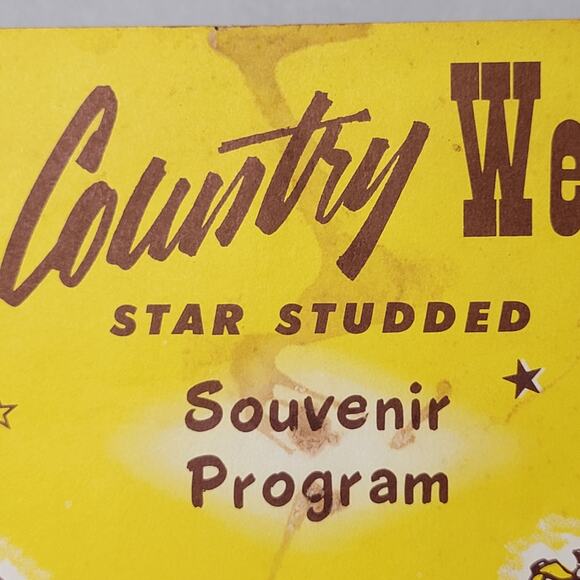 Country We
STAR STUDDED
Souvenir
Program